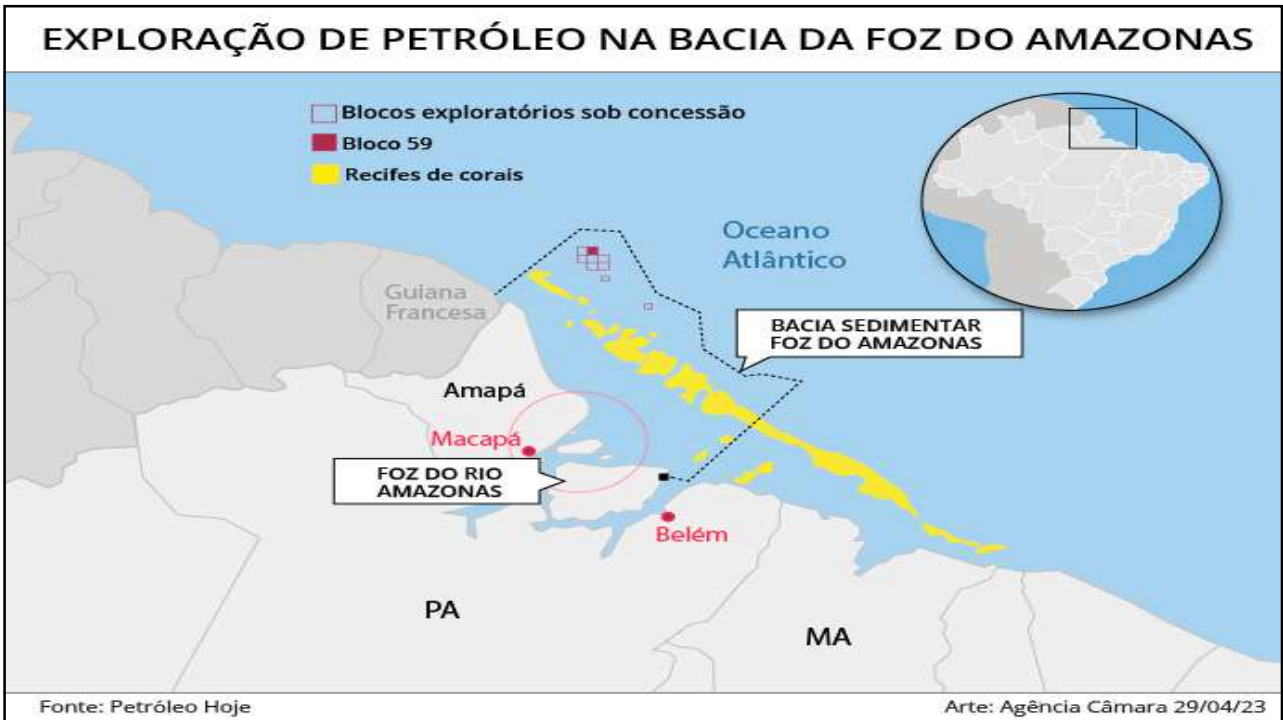 EXPLORAÇÃO DE PETRÓLEO NA BACIA DA FOZ DO AMAZONAS
Blocos exploratórios sob concessão
Bloco 59
Recifes de corais
Oceano
Atlântico
Guiana
Francesa
BACIA SEDIMENTAR
FOZ DO AMAZONAS
Amapá
Macapá
FOZ DO RIO
AMAZONAS
Belém
PA
MA
Fonte: Petróleo Hoje
Arte: Agência Câmara 29/04/23